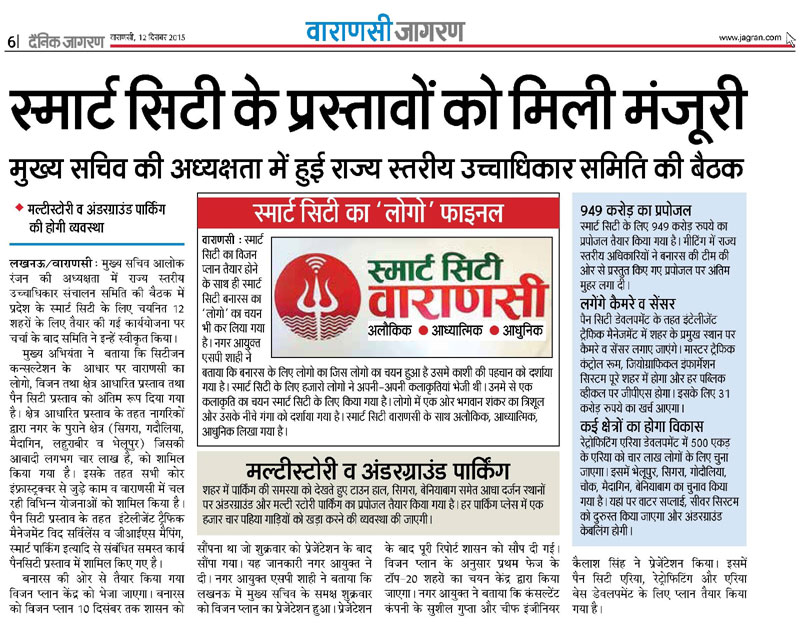 6| दैनिक जागरण वाराणसी, 12 दिसंबर 2015
वाराणसी जागरण
www.jagran.com
स्मार्ट सिटी के प्रस्तावों को मिली मंजूरी
मुख्य सचिव की अध्यक्षता में हुई राज्य स्तरीय उच्चाधिकार समिति की बैठक
मल्टीस्टोरी व अंडरग्राउंड पार्किंग
की होगी व्यवस्था
लखनऊ/वाराणसी : मुख्य सचिव आलोक
रंजन की अध्यक्षता में राज्य स्तरीय
उच्चाधिकार संचालन समिति की बैठक में
प्रदेश के स्मार्ट सिटी के लिए चयनित 12
शहरों के लिए तैयार की गई कार्ययोजना पर
चर्चा के बाद समिति ने इन्हें स्वीकृत किया।
मुख्य अभियंता ने बताया कि सिटीजन
कन्सल्टेशन के आधार पर वाराणसी का
लोगो, विजन तथा क्षेत्र आधारित प्रस्ताव तथा
पैन सिटी प्रस्ताव को अंतिम रूप दिया गया
है। क्षेत्र आधारित प्रस्ताव के तहत नागरिकों
द्वारा नगर के पुराने क्षेत्र (सिगरा, गदौलिया,
मैदागिन, लहुराबीर व भेलूपुर) जिसकी
आबादी लगभग चार लाख है, को शामिल
किया गया है। इसके तहत सभी कोर
इंफ्रास्ट्रक्चर से जुड़े काम व वाराणसी में चल
रही विभिन्न योजनाओं को शामिल किया है।
पैन सिटी प्रस्ताव के तहत इंटेलीजेंट ट्रैफिक
मैनेजमेंट विद सर्विलेंस व जीआईएस मैपिंग,
स्मार्ट पार्किंग इत्यादि से संबंधित समस्त कार्य
पैनसिटी प्रस्ताव में शामिल किए गए है।
बनारस की ओर से तैयार किया गया
विजन प्लान केंद्र को भेजा जाएगा। बनारस
को विजन प्लान 10 दिसंबर तक शासन को
स्मार्ट सिटी का 'लोगो' फाइनल
वाराणसी : स्मार्ट
सिटी का विजन
प्लान तैयार होने
के साथ ही स्मार्ट
सिटी बनारस का
'लोगो' का चयन
भी कर लिया गया
है। नगर आयुक्त
एसपी शाही ने
स्मार्ट सिटी
वाराणसी
अलौकिक ● आध्यात्मिक ● आधुनिक
बताया कि बनारस के लिए लोगो का जिस लोगो का चयन हुआ है उसमे काशी की पहचान को दर्शाया
गया है। स्मार्ट सिटी के लिए हजारो लोगो ने अपनी-अपनी कलाकृतियां भेजी थी। उनमे से एक
कलाकृति का चयन स्मार्ट सिटी के लिए किया गया है। लोगो में एक ओर भगवान शंकर का त्रिशूल
और उसके नीचे गंगा को दर्शाया गया है। स्मार्ट सिटी वाराणसी के साथ अलौकिक, आध्यात्मिक,
आधुनिक लिखा गया है।
मल्टीस्टोरी व अंडरग्राउंड पार्किंग
शहर में पार्किंग की समस्या को देखते हुए टाउन हाल, सिगरा, बेनियाबाग समेत आधा दर्जन स्थानों
पर अंडरग्राउंड और मल्टी स्टोरी पार्किंग का प्रपोजल तैयार किया गया है। हर पार्किंग प्लेस में एक
हजार चार पहिया गाड़ियों को खड़ा करने की व्यवस्था की जाएगी।
सौंपना था जो शुक्रवार को प्रेजेंटेशन के बाद
सौंपा गया। यह जानकारी नगर आयुक्त ने
दी। नगर आयुक्त एसपी शाही ने बताया कि
लखनऊ में मुख्य सचिव के समक्ष शुक्रवार
को विजन प्लान का प्रेजेंटेशन हुआ। प्रेजेंटेशन
के बाद पूरी रिपोर्ट शासन को सौप दी गई।
विजन प्लान के अनुसार प्रथम फेज के
टॉप-20 शहरों का चयन केंद्र द्वारा किया
जाएगा। नगर आयुक्त ने बताया कि कंसल्टेंट
कंपनी के सुशील गुप्ता और चीफ इंजीनियर
949 करोड़ का प्रपोजल
स्मार्ट सिटी के लिए 949 करोड़ रुपये का
प्रपोजल तैयार किया गया है। मीटिंग में राज्य
स्तरीय अधिकारियों ने बनारस की टीम की
ओर से प्रस्तुत किए गए प्रपोजल पर अंतिम
मुहर लगा दी।
लगेंगे कैमरे व सेंसर
पैन सिटी डेवलपमेंट के तहत इंटेलीजेंट
ट्रैफिक मैनेजमेंट में शहर के प्रमुख स्थान पर
कैमरे व सेंसर लगाए जाएंगे। मास्टर ट्रैफिक
कंट्रोल रूम, जियोग्राफिकल इफार्मेशन
सिस्टम पूरे शहर में होगा और हर पब्लिक
व्हीकल पर जीपीएस होगा। इसके लिए 31
करोड़ रुपये का खर्च आएगा।
कई क्षेत्रों का होगा विकास
रेट्रोफिटिंग एरिया डेवलपमेंट में 500 एकड़
के एरिया को चार लाख लोगों के लिए चुना
जाएगा। इसमें भेलूपुर, सिगरा, गोदौलिया,
चोक, मैदागिन, बेनियाबाग का चुनाव किया
गया है। यहां पर वाटर सप्लाई, सीवर सिस्टम
को दुरुस्त किया जाएगा और अंडरग्राउंड
केबलिंग होगी।
कैलाश सिंह ने प्रेजेंटेशन किया। इसमें
पैन सिटी एरिया, रेट्रोफिटिंग और एरिया
बेस डेवलपमेंट के लिए प्लान तैयार किया
गया है।